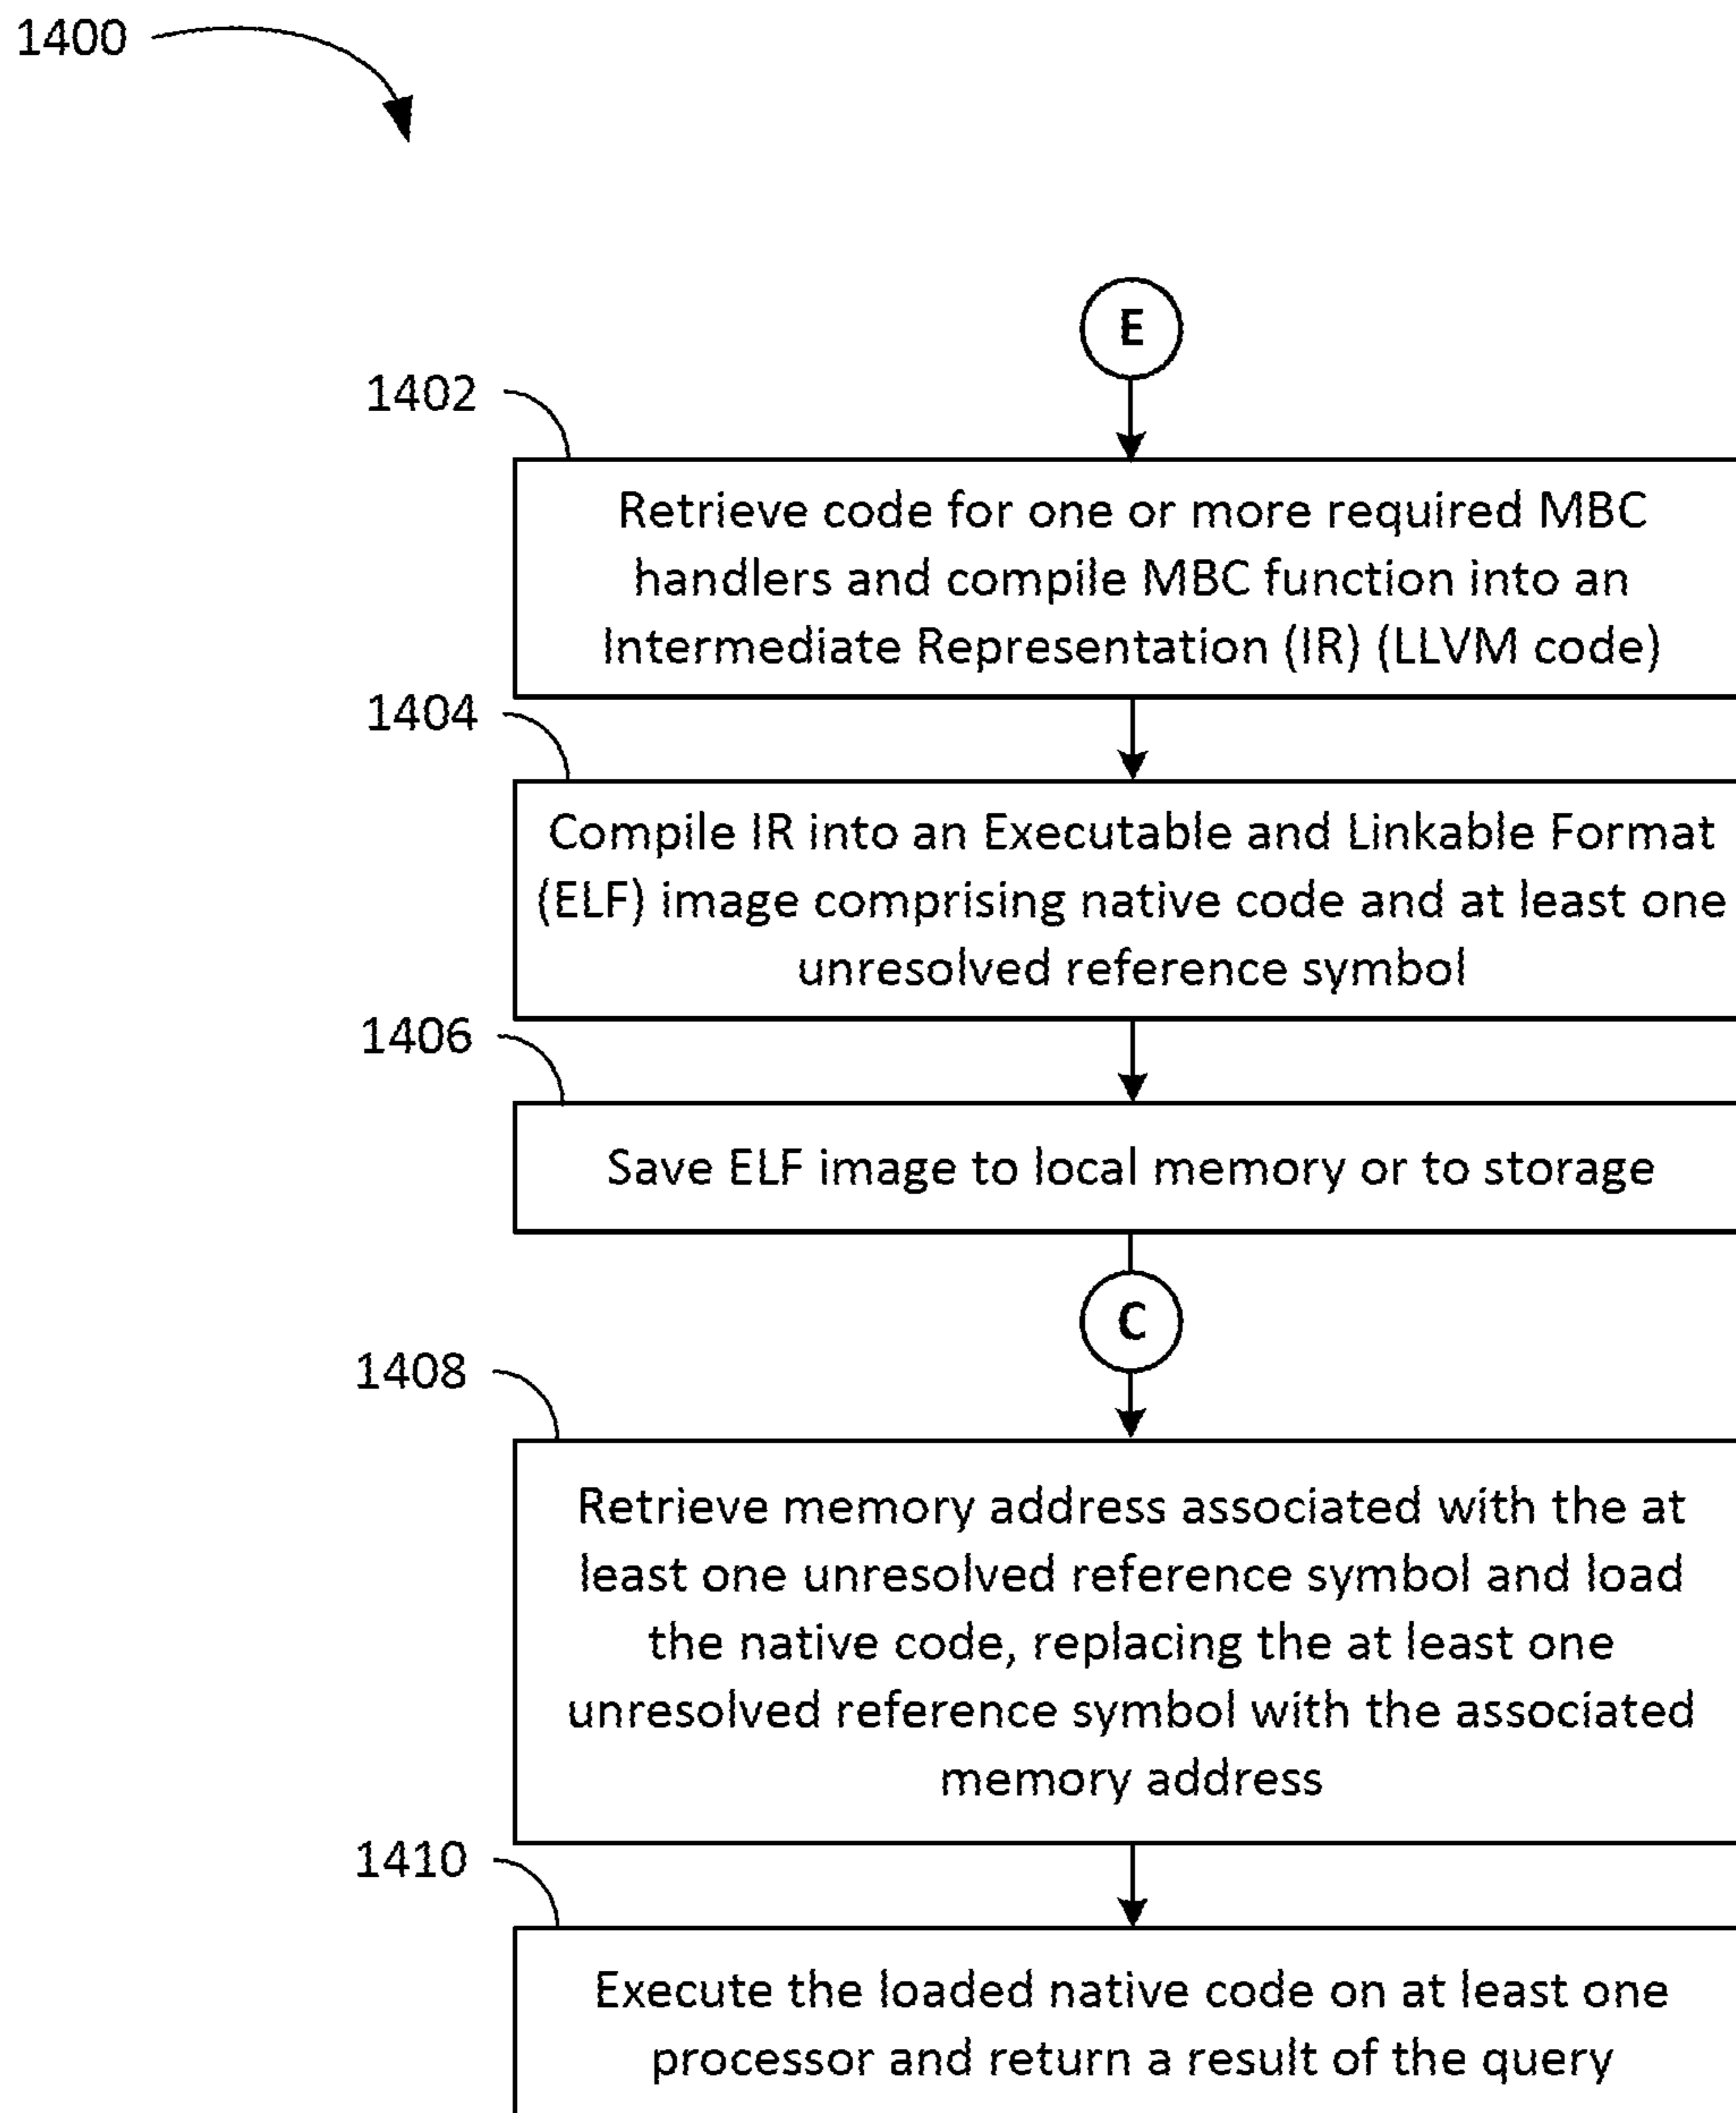 1400
E
1402
Retrieve code for one or more required MBC
handlers and compile MBC function into an
Intermediate Representation (IR) (LLVM code)
1404
Compile IR into an Executable and Linkable Format
(ELF) image comprising native code and at least one
unresolved reference symbol
1406
Save ELF image to local memory or to storage
C
1408
Retrieve memory address associated with the at
least one unresolved reference symbol and load
the native code, replacing the at least one
unresolved reference symbol with the associated
memory address
1410
Execute the loaded native code on at least one
processor and return a result of the query